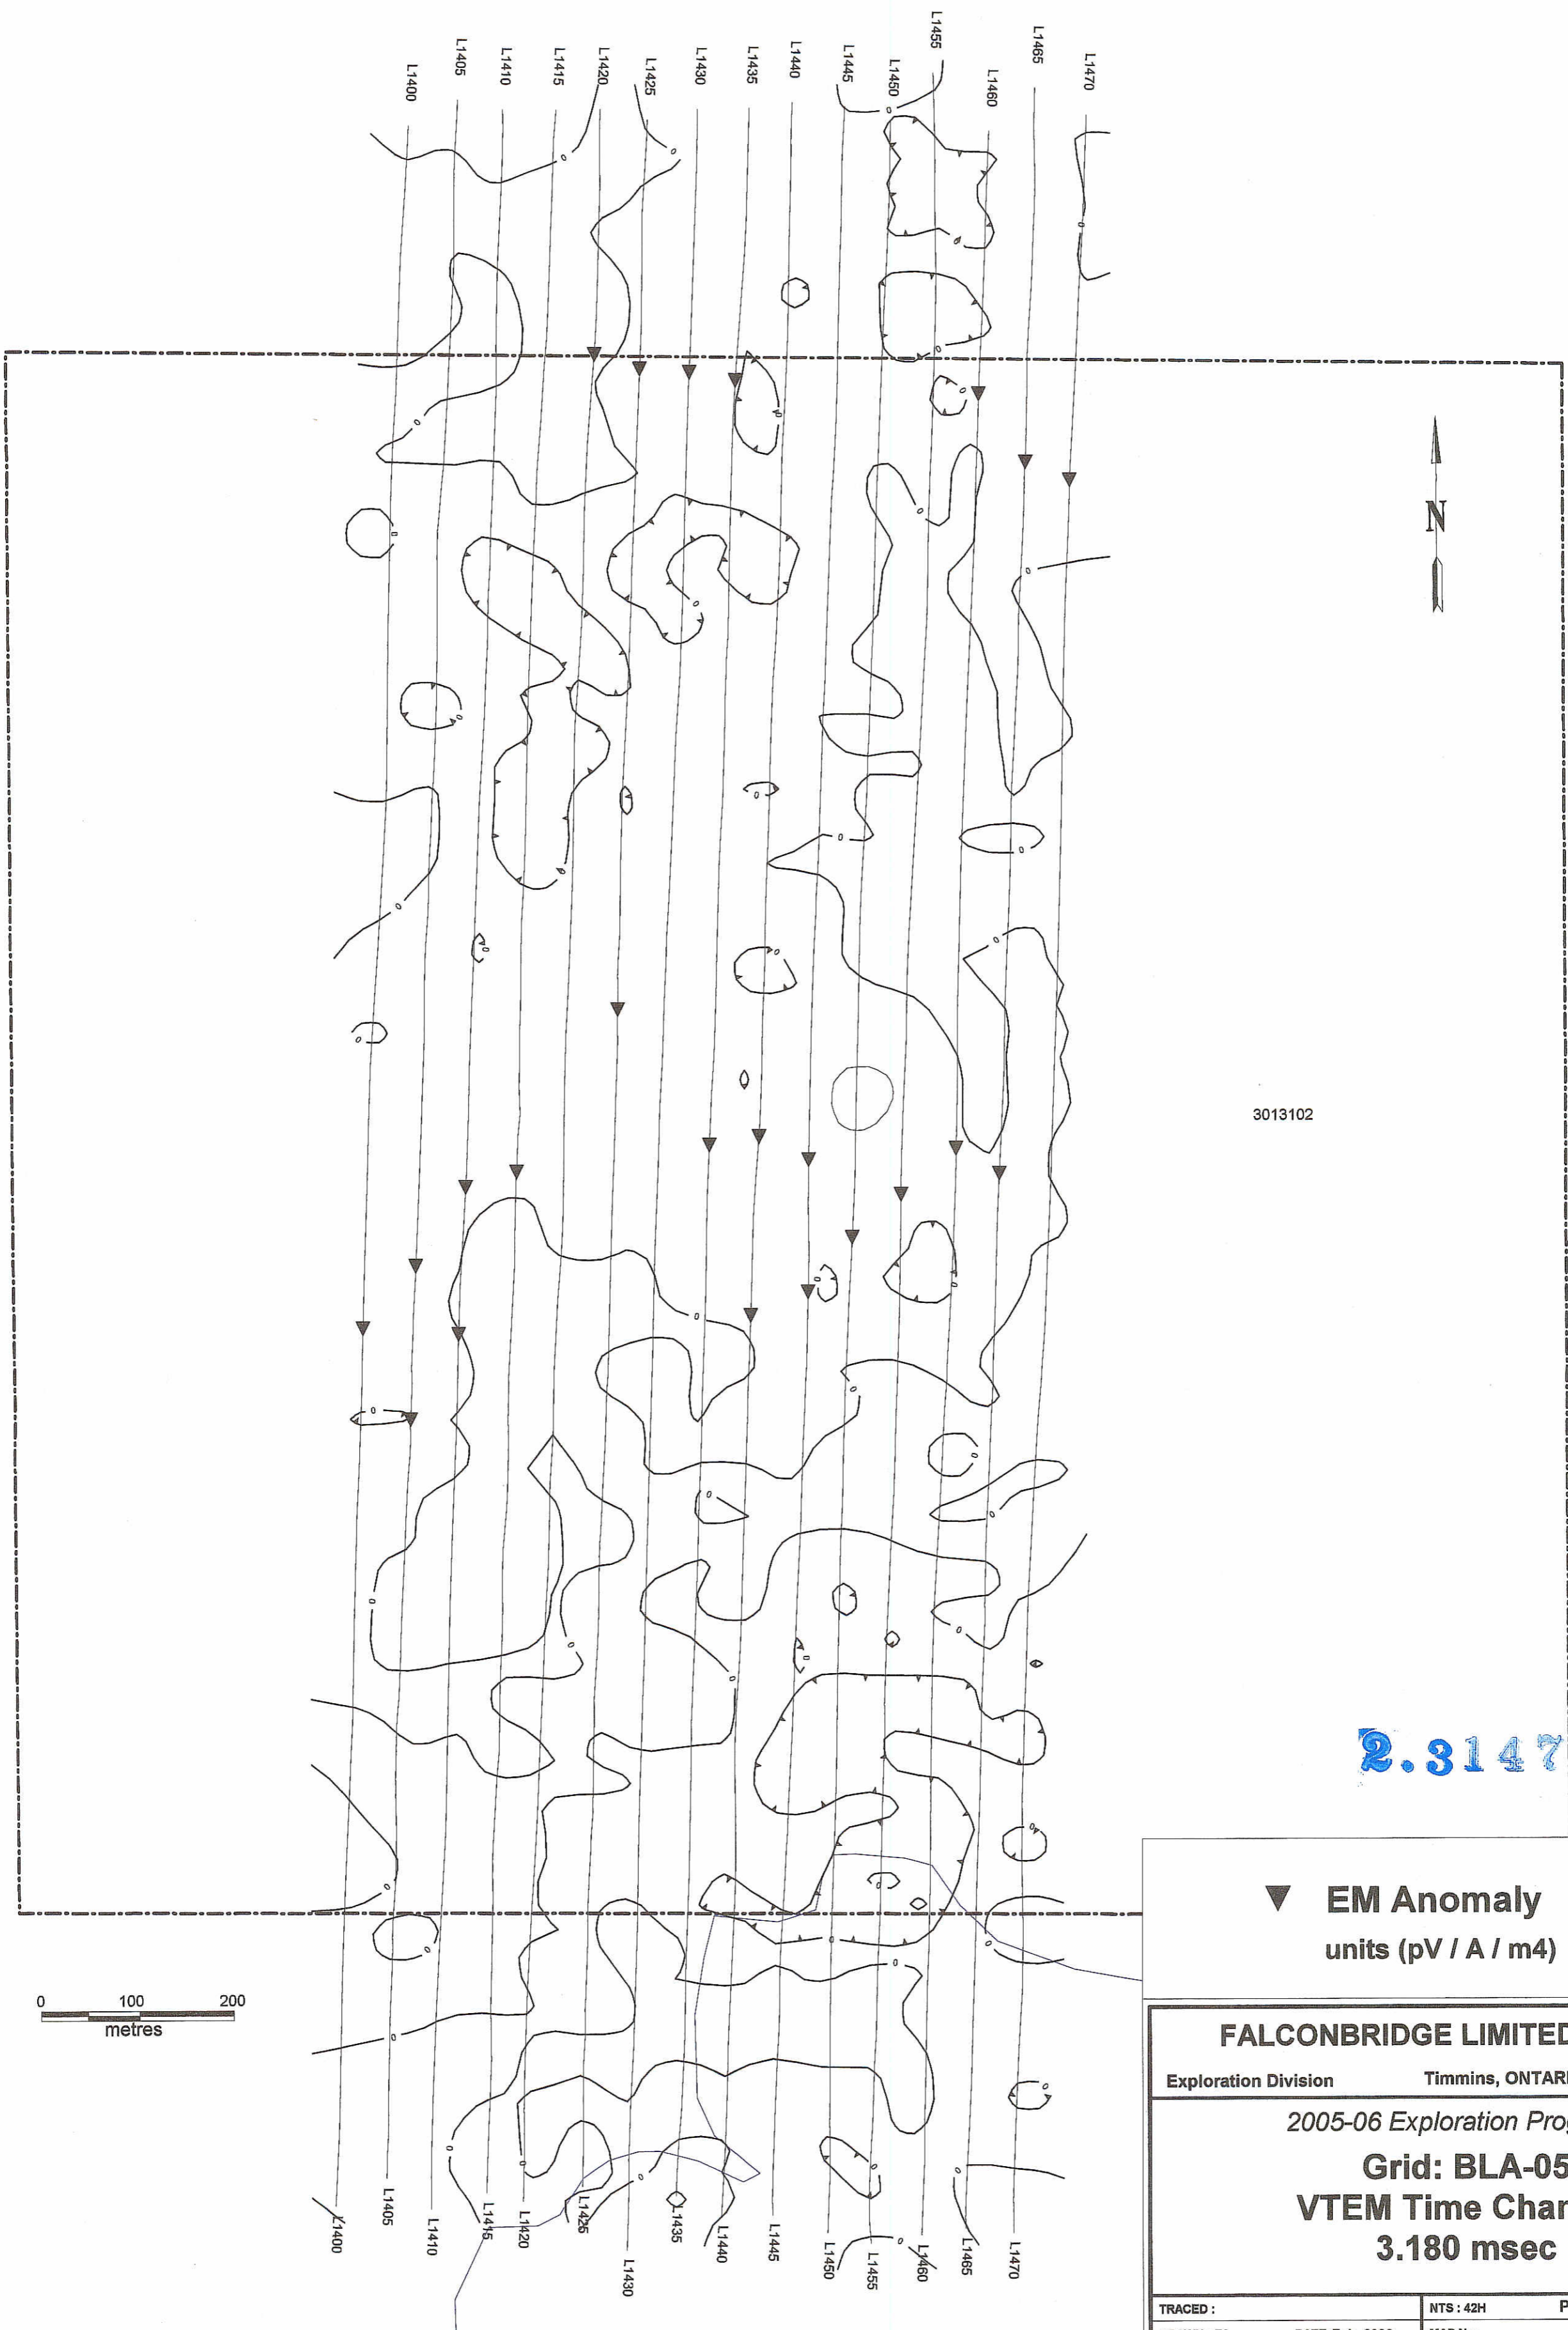 L1455
L1465
L1405
L1410
L1415
L1420
L1425
L1430
L1435
L1440
L1445
L1450
L1460
L1470
L1400
N
3013102
2.3147
EM Anomaly
units (pV / A / m4)
0 100 200
metres
FALCONBRIDGE LIMITED
Exploration Division Timmins, ONTARI
2005-06 Exploration Prog
Grid: BLA-05
VTEM Time Chan
3.180 msec
L1400
L1405
L1410
L1415
L1420
L1425
L1430
L1435
L1440
L1445
L1450
L1455
L1460
L1465
L1470
TRACED :
NTS : 42H P